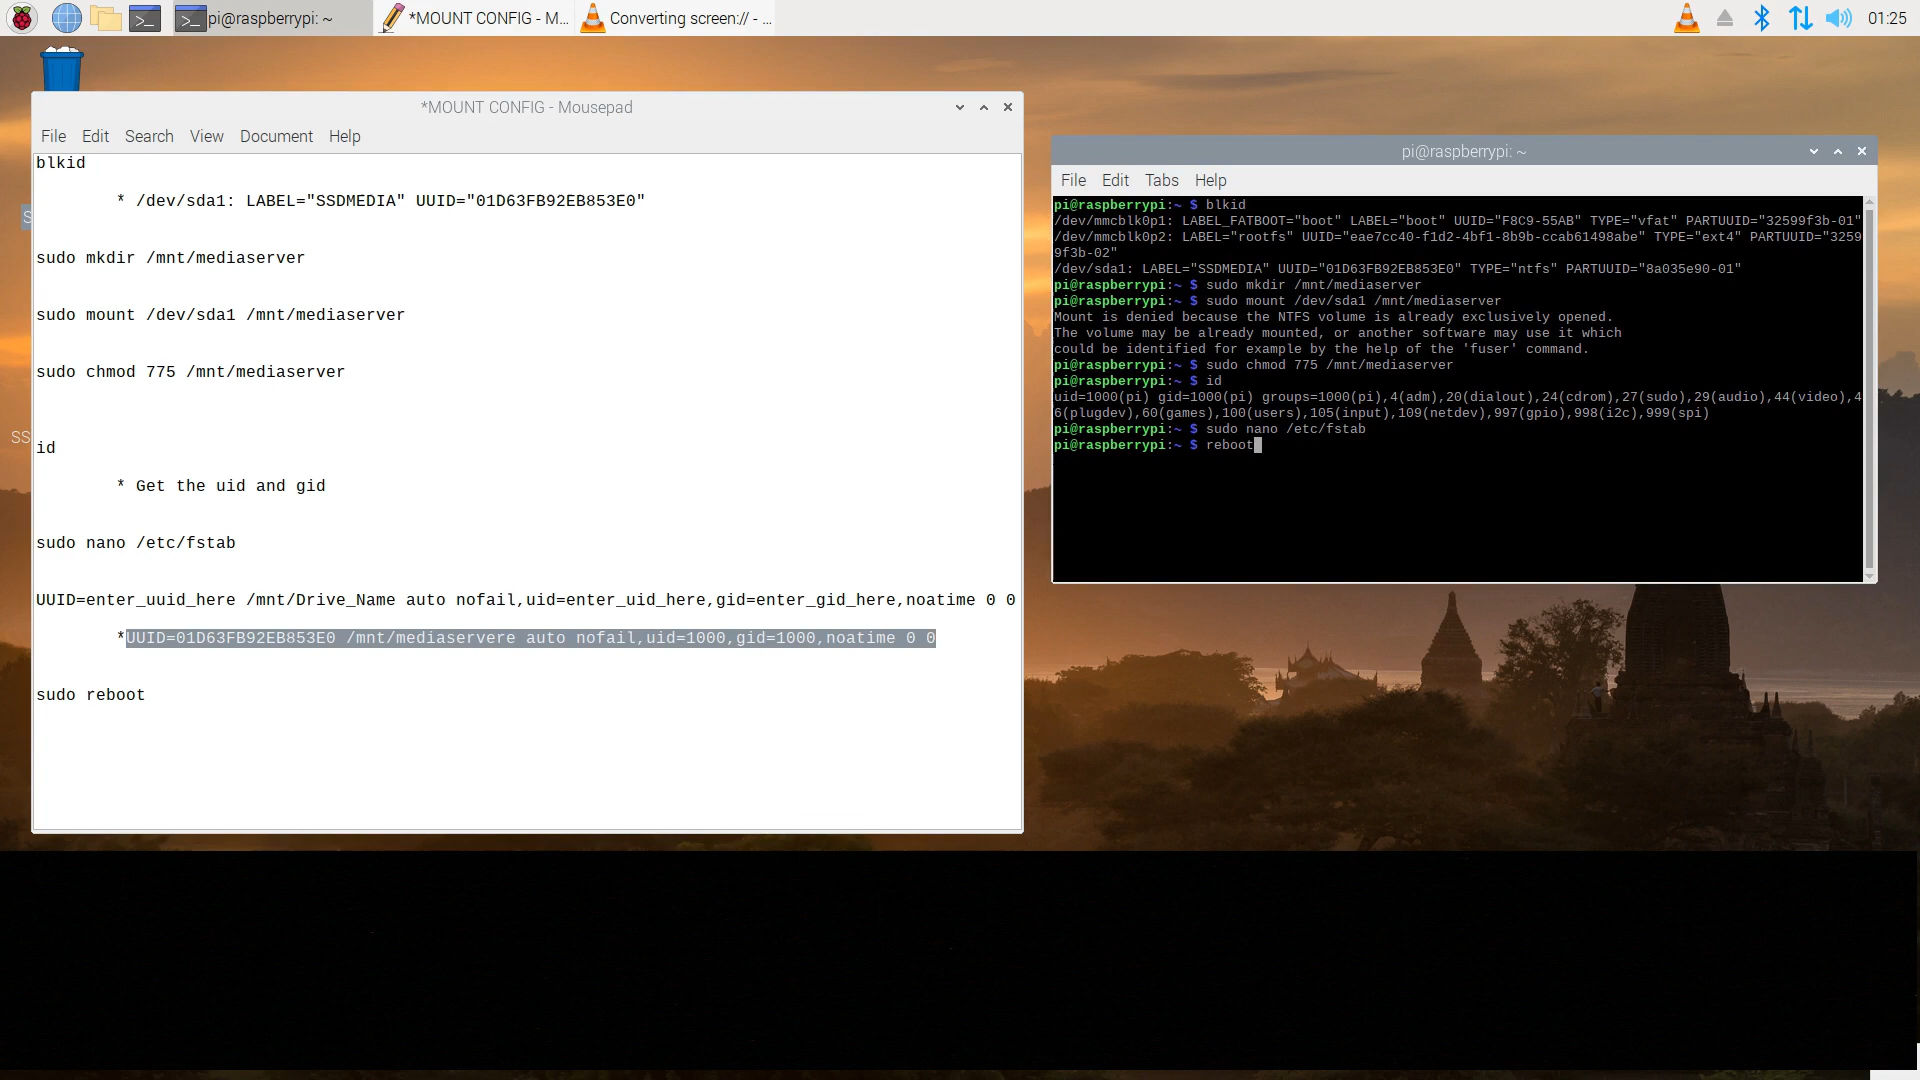 pi@raspberrypi: ~
*MOUNT CONFIG - M...
Converting screen:// - ...
01:25
*MOUNT CONFIG - Mousepad
File Edit Search View Document Help
blkid
* /dev/sda1: LABEL="SSDMEDIA" UUID="01D63FB92EB853E0"
sudo mkdir /mnt/mediaserver
sudo mount /dev/sda1 /mnt/mediaserver
sudo chmod 775 /mnt/mediaserver
id
* Get the uid and gid
sudo nano /etc/fstab
UUID=enter_uuid_here /mnt/Drive_Name auto nofail,uid=enter_uid_here,gid=enter_gid_here,noatime 0 0
*UUID=01D63FB92EB853E0 /mnt/mediaservere auto nofail,uid=1000,gid=1000,noatime 0 0
sudo reboot
S
SS
pi@raspberrypi: ~
File Edit Tabs Help
pi@raspberrypi:~ $ blkid
/dev/mmcblk0p1: LABEL_FATBOOT="boot" LABEL="boot" UUID="F8C9-55AB" TYPE="vfat" PARTUUID="32599f3b-01"
/dev/mmcblk0p2: LABEL="rootfs" UUID="eae7cc40-f1d2-4bf1-8b9b-ccab61498abe" TYPE="ext4" PARTUUID="3259
9f3b-02"
/dev/sda1: LABEL="SSDMEDIA" UUID="01D63FB92EB853E0" TYPE="ntfs" PARTUUID="8a035e90-01"
pi@raspberrypi:~ $ sudo mkdir /mnt/mediaserver
pi@raspberrypi:~ $ sudo mount /dev/sda1 /mnt/mediaserver
Mount is denied because the NTFS volume is already exclusively opened.
The volume may be already mounted, or another software may use it which
could be identified for example by the help of the 'fuser' command.
pi@raspberrypi:~ $ sudo chmod 775 /mnt/mediaserver
pi@raspberrypi:~ $ id
uid=1000(pi) gid=1000(pi) groups=1000(pi),4(adm),20(dialout),24(cdrom),27(sudo),29(audio),44(video),4
6(plugdev),60(games),100(users),105(input),109(netdev),997(gpio),998(i2c),999(spi)
pi@raspberrypi:~ $ sudo nano /etc/fstab
pi@raspberrypi:~ $ reboot